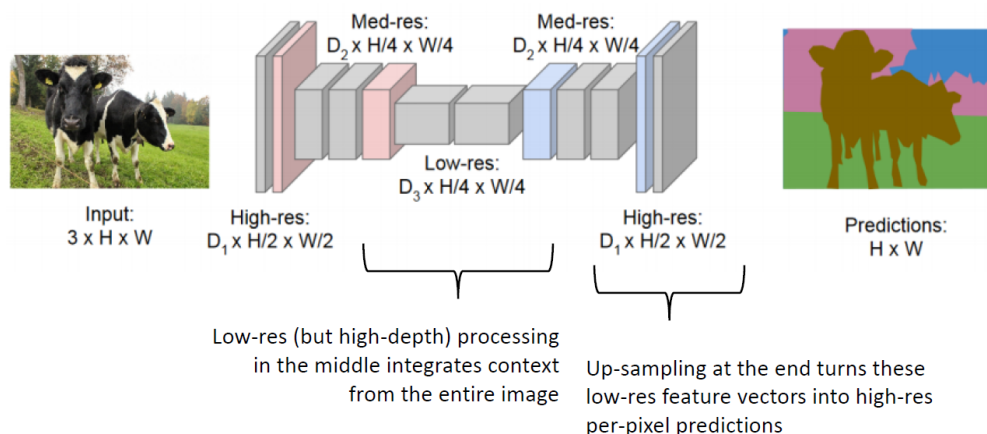 Med-res:
D₂ x H/4 x W/4
Med-res:
D₂ x H/4 x W/4
Low-res:
D₃ x H/4 x W/4
Input:
3 x H x W
High-res:
D₁ x H/2 x W/2
High-res:
D₁ x H/2 x W/2
Predictions:
H x W
Low-res (but high-depth) processing
in the middle integrates context
from the entire image
Up-sampling at the end turns these
low-res feature vectors into high-res
per-pixel predictions